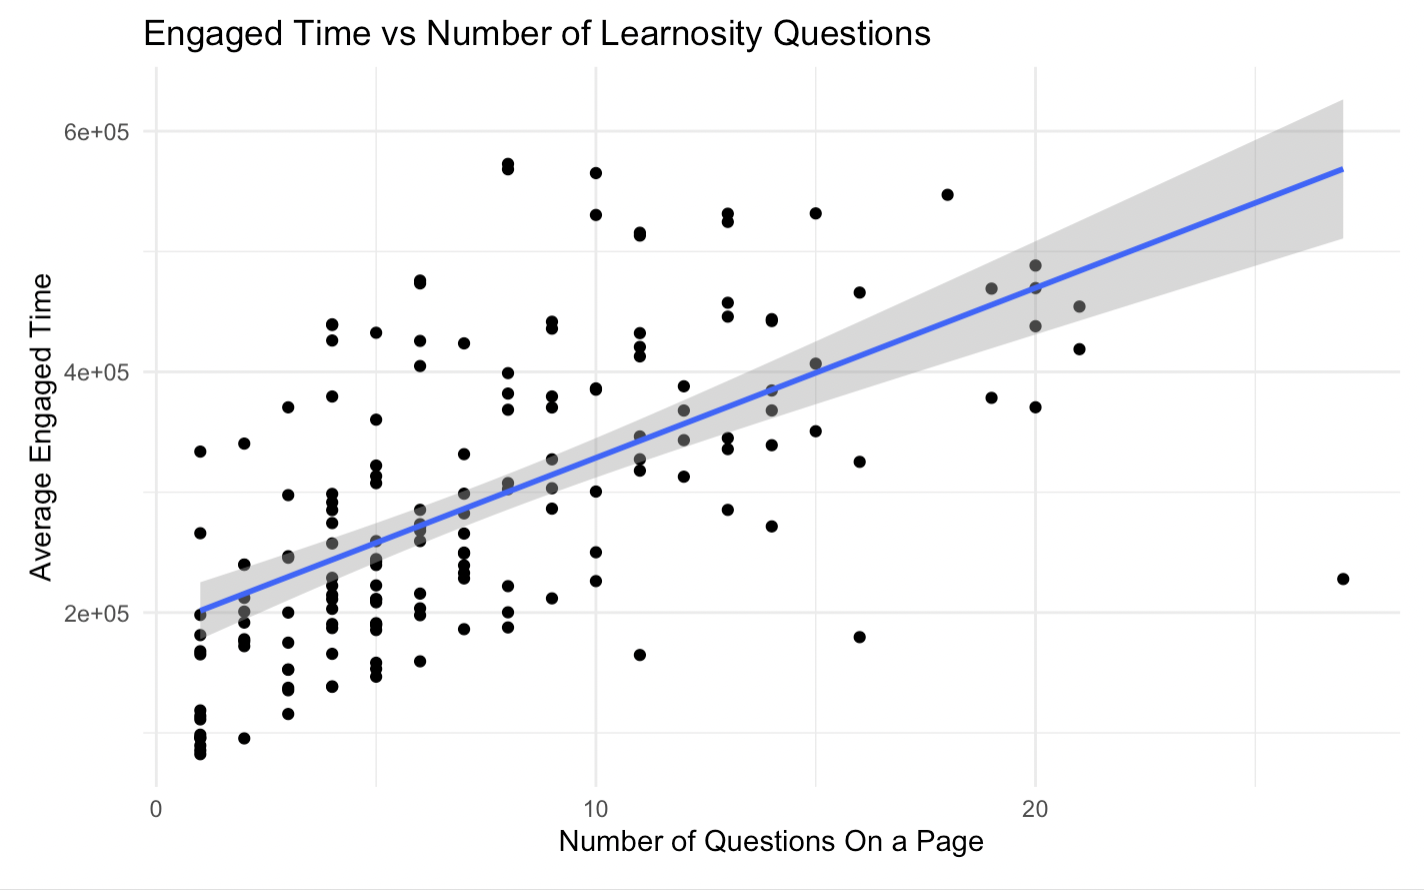 Engaged Time vs Number of Learnosity Questions
Average Engaged Time
6e+05
4e+05
2e+05
0
10
20
Number of Questions On a Page